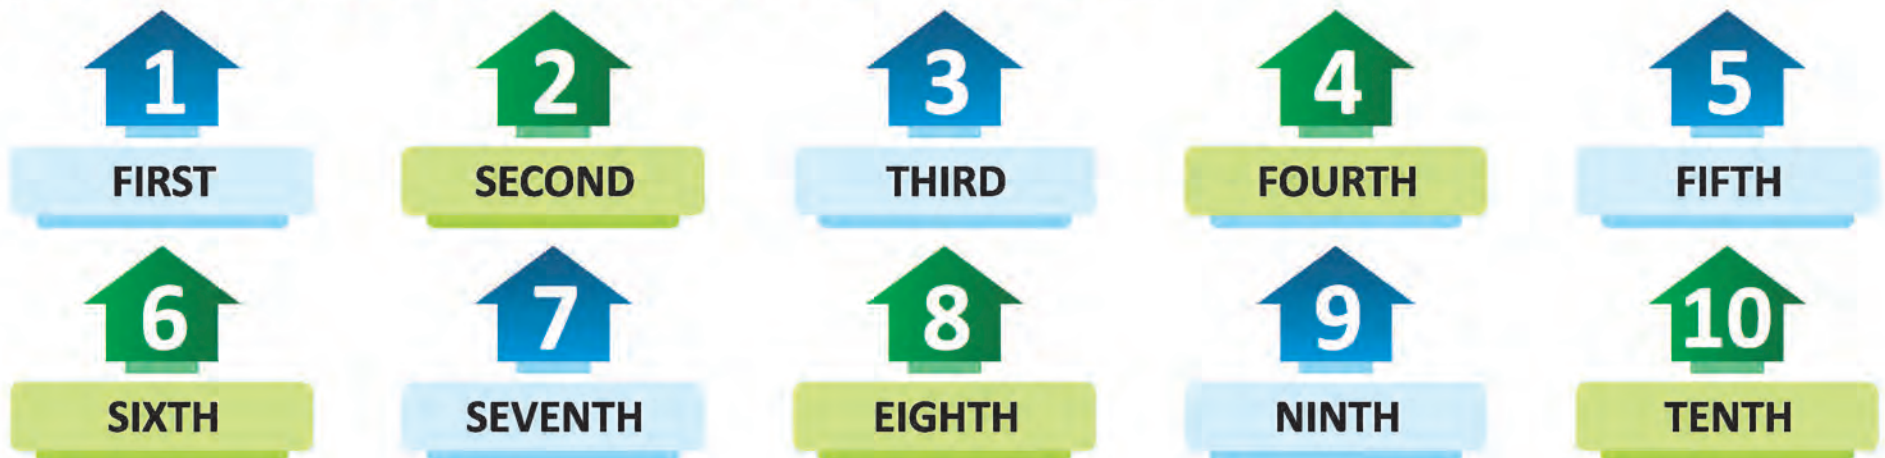 1 2 3 4 5
FIRST SECOND THIRD FOURTH FIFTH
6 7 8 9 10
SIXTH SEVENTH EIGHTH NINTH TENTH